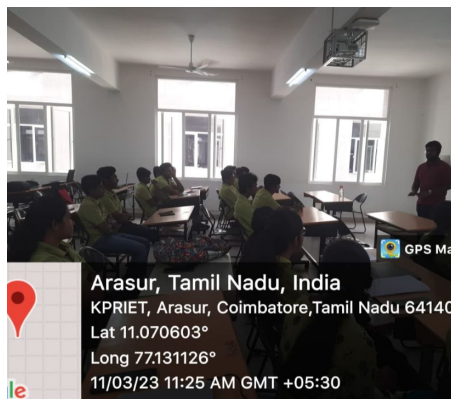 GPS Ma
Arasur, Tamil Nadu, India
KPRIET, Arasur, Coimbatore,Tamil Nadu 64140
Lat 11.070603°
Long 77.131126°
11/03/23 11:25 AM GMT +05:30
le